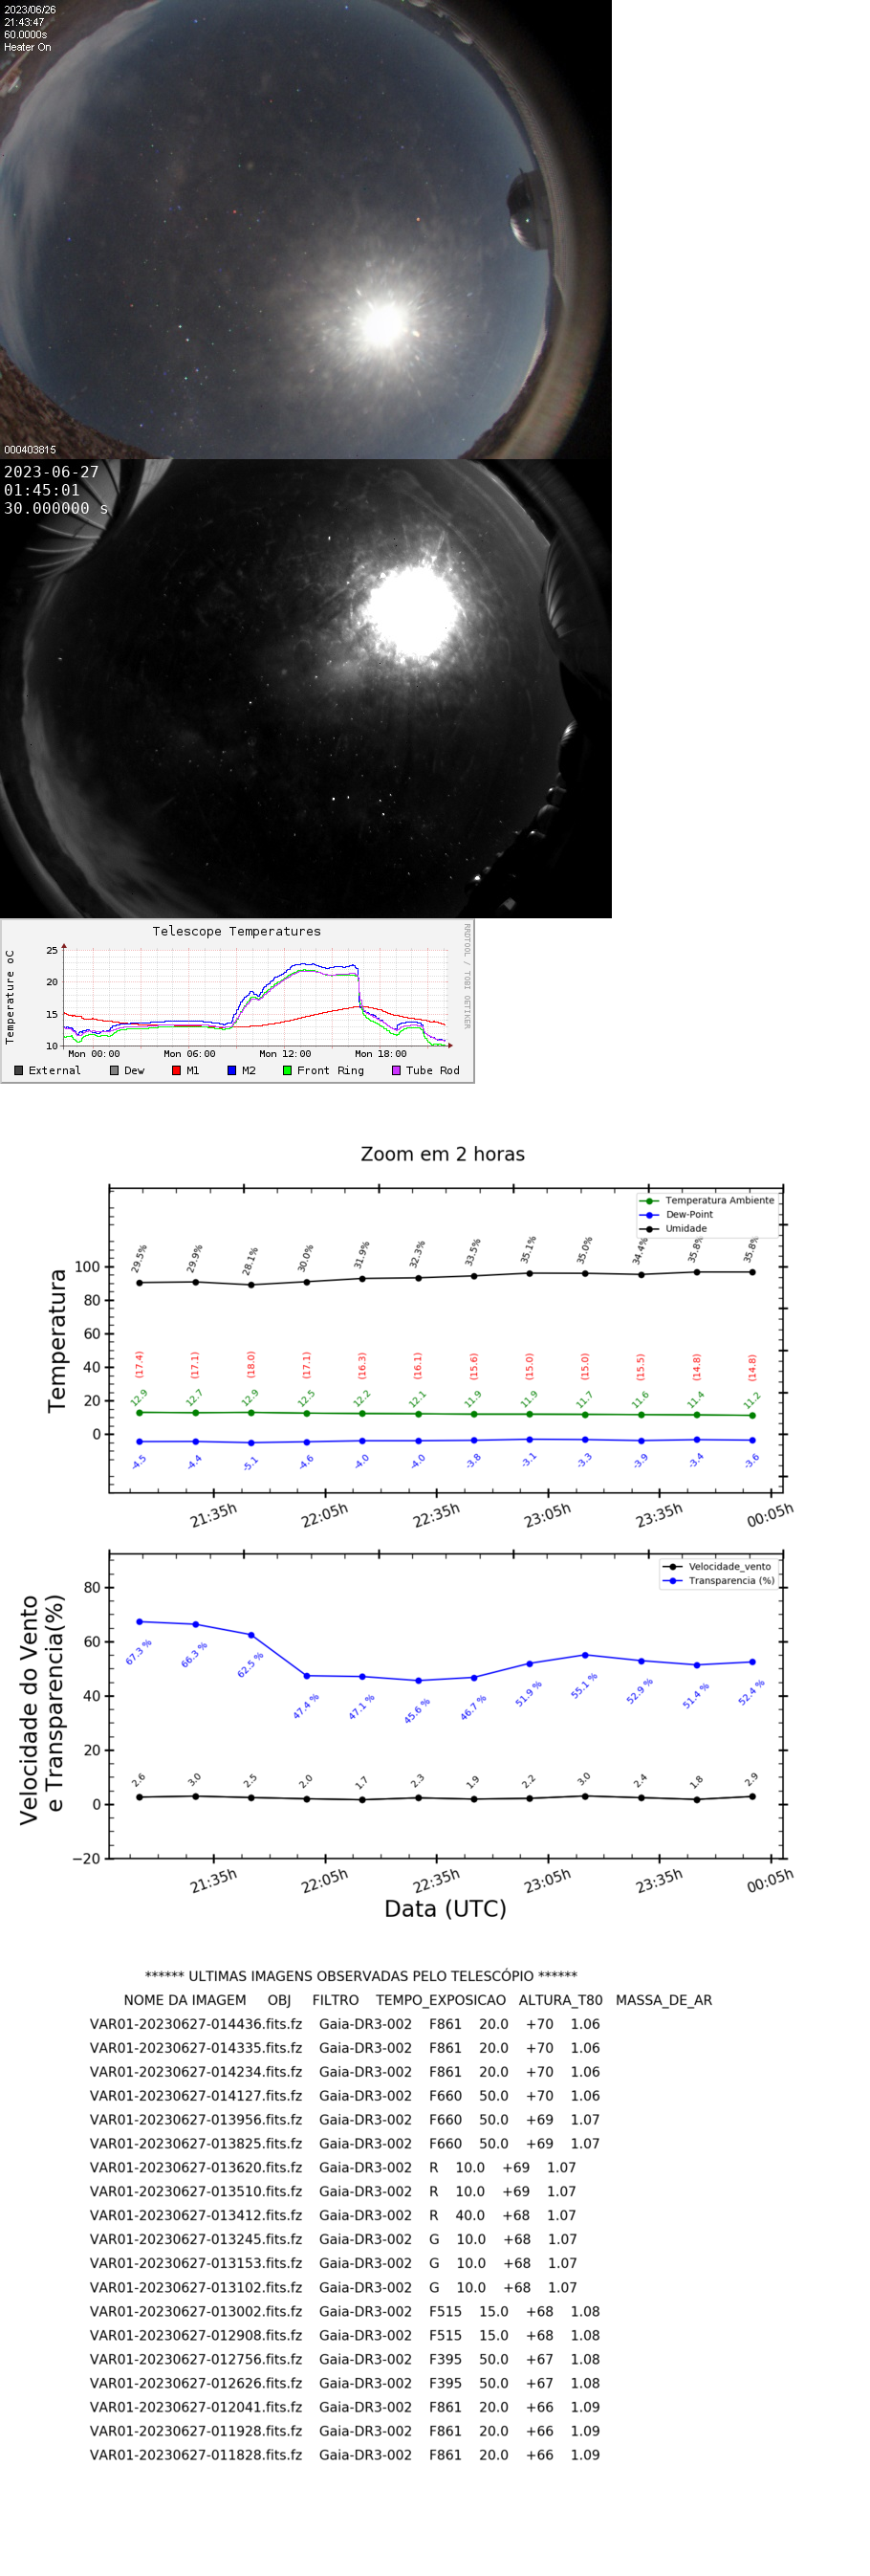 2023/06/26
21:43:47
60.0000s
Heater On
000403815
2023-06-27
01:45:01
30.000000 s
Telescope Temperatures
Temperature oC
RRDTOOL / TOBI OETIKER
25
20
15
10
Mon 00:00 Mon 06:00 Mon 12:00 Mon 18:00
External Dew M1 M2 Front Ring Tube Rod
Zoom em 2 horas
Temperatura Ambiente
Dew-Point
Umidade
Temperatura
100
80
60
40
20
0
29.5% 29.9% 28.1% 30.0% 31.9% 32.3% 33.5% 35.1% 35.0% 34.4% 35.8% 35.8%
(17.4) (17.1) (18.0) (17.1) (16.3) (16.1) (15.6) (15.0) (15.0) (15.5) (14.8) (14.8)
12.9 12.7 12.9 12.5 12.2 12.1 11.9 11.9 11.7 11.6 11.4 11.2
-4.5 -4.4 -5.1 -4.6 -4.0 -4.0 -3.8 -3.1 -3.3 -3.9 -3.4 -3.6
21:35h 22:05h 22:35h 23:05h 23:35h 00:05h
Velocidade_vento
Transparencia (%)
Velocidade do Vento
e Transparencia(%)
80
60
40
20
0
−20
67.3 % 66.3 % 62.5 % 47.4 % 47.1 % 45.6 % 46.7 % 51.9 % 55.1 % 52.9 % 51.4 % 52.4 %
2.6 3.0 2.5 2.0 1.7 2.3 1.9 2.2 3.0 2.4 1.8 2.9
21:35h 22:05h 22:35h 23:05h 23:35h 00:05h
Data (UTC)
****** ULTIMAS IMAGENS OBSERVADAS PELO TELESCÓPIO ******
NOME DA IMAGEM OBJ FILTRO TEMPO_EXPOSICAO ALTURA_T80 MASSA_DE_AR
VAR01-20230627-014436.fits.fz Gaia-DR3-002 F861 20.0 +70 1.06
VAR01-20230627-014335.fits.fz Gaia-DR3-002 F861 20.0 +70 1.06
VAR01-20230627-014234.fits.fz Gaia-DR3-002 F861 20.0 +70 1.06
VAR01-20230627-014127.fits.fz Gaia-DR3-002 F660 50.0 +70 1.06
VAR01-20230627-013956.fits.fz Gaia-DR3-002 F660 50.0 +69 1.07
VAR01-20230627-013825.fits.fz Gaia-DR3-002 F660 50.0 +69 1.07
VAR01-20230627-013620.fits.fz Gaia-DR3-002 R 10.0 +69 1.07
VAR01-20230627-013510.fits.fz Gaia-DR3-002 R 10.0 +69 1.07
VAR01-20230627-013412.fits.fz Gaia-DR3-002 R 40.0 +68 1.07
VAR01-20230627-013245.fits.fz Gaia-DR3-002 G 10.0 +68 1.07
VAR01-20230627-013153.fits.fz Gaia-DR3-002 G 10.0 +68 1.07
VAR01-20230627-013102.fits.fz Gaia-DR3-002 G 10.0 +68 1.07
VAR01-20230627-013002.fits.fz Gaia-DR3-002 F515 15.0 +68 1.08
VAR01-20230627-012908.fits.fz Gaia-DR3-002 F515 15.0 +68 1.08
VAR01-20230627-012756.fits.fz Gaia-DR3-002 F395 50.0 +67 1.08
VAR01-20230627-012626.fits.fz Gaia-DR3-002 F395 50.0 +67 1.08
VAR01-20230627-012041.fits.fz Gaia-DR3-002 F861 20.0 +66 1.09
VAR01-20230627-011928.fits.fz Gaia-DR3-002 F861 20.0 +66 1.09
VAR01-20230627-011828.fits.fz Gaia-DR3-002 F861 20.0 +66 1.09